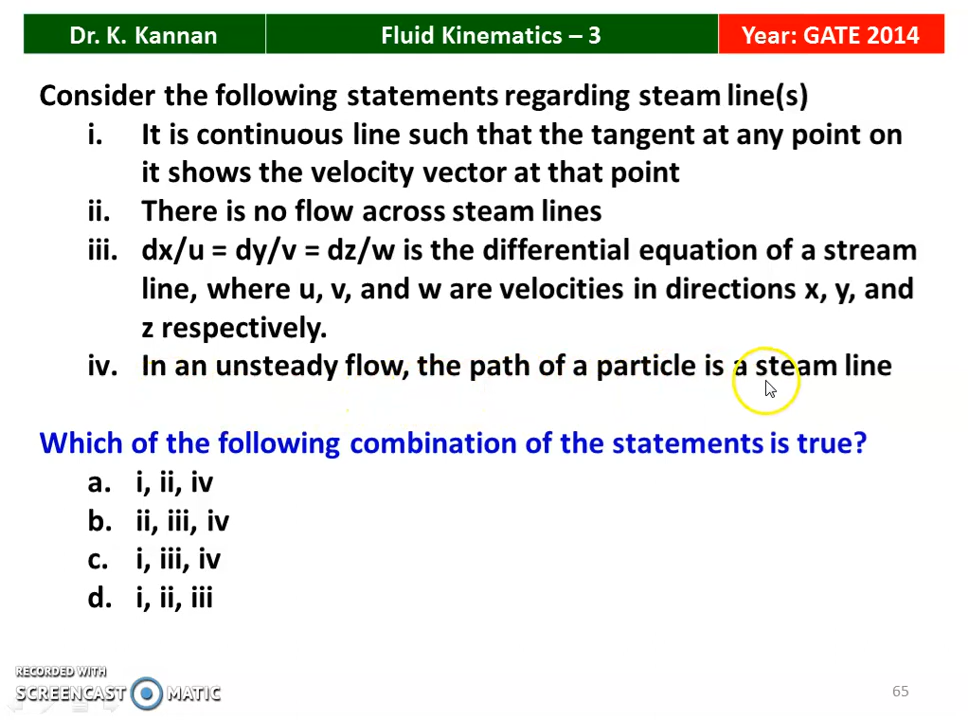 Dr. K. Kannan
Fluid Kinematics – 3
Year: GATE 2014
Consider the following statements regarding steam line(s)
i. It is continuous line such that the tangent at any point on
it shows the velocity vector at that point
ii. There is no flow across steam lines
iii. dx/u = dy/v = dz/w is the differential equation of a stream
line, where u, v, and w are velocities in directions x, y, and
z respectively.
iv. In an unsteady flow, the path of a particle is a steam line
Which of the following combination of the statements is true?
a. i, ii, iv
b. ii, iii, iv
c. i, iii, iv
d. i, ii, iii
RECORDED WITH
SCREENCAST MATIC
65